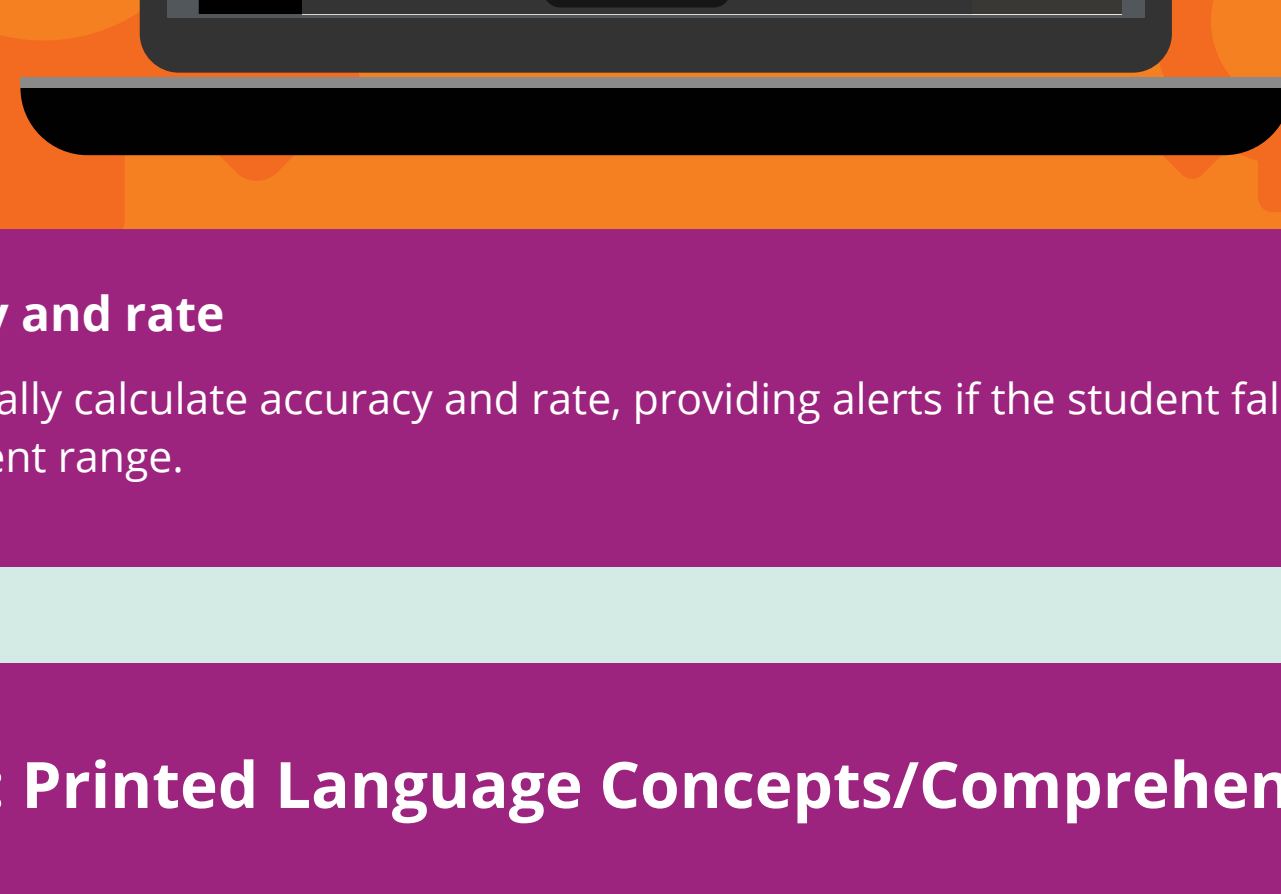 y and rate
ally calculate accuracy and rate, providing alerts if the student fal
ent range.
: Printed Language Concepts/Comprehen